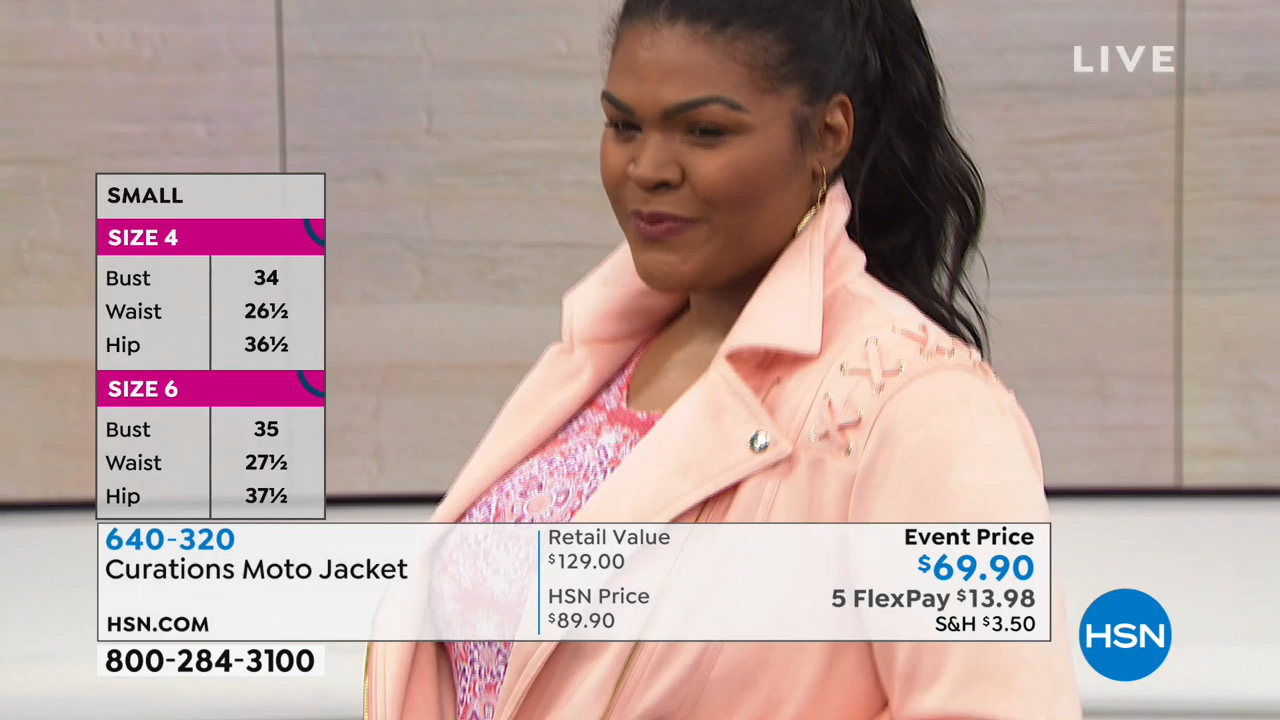 LIVE
SMALL
SIZE 4
Bust 34
Waist 26½
Hip 36½
SIZE 6
Bust 35
Waist 27½
Hip 37½
640-320
Curations Moto Jacket
HSN.COM
800-284-3100
Retail Value
$129.00
HSN Price
$89.90
Event Price
$69.90
5 FlexPay $13.98
S&H $3.50
HSN